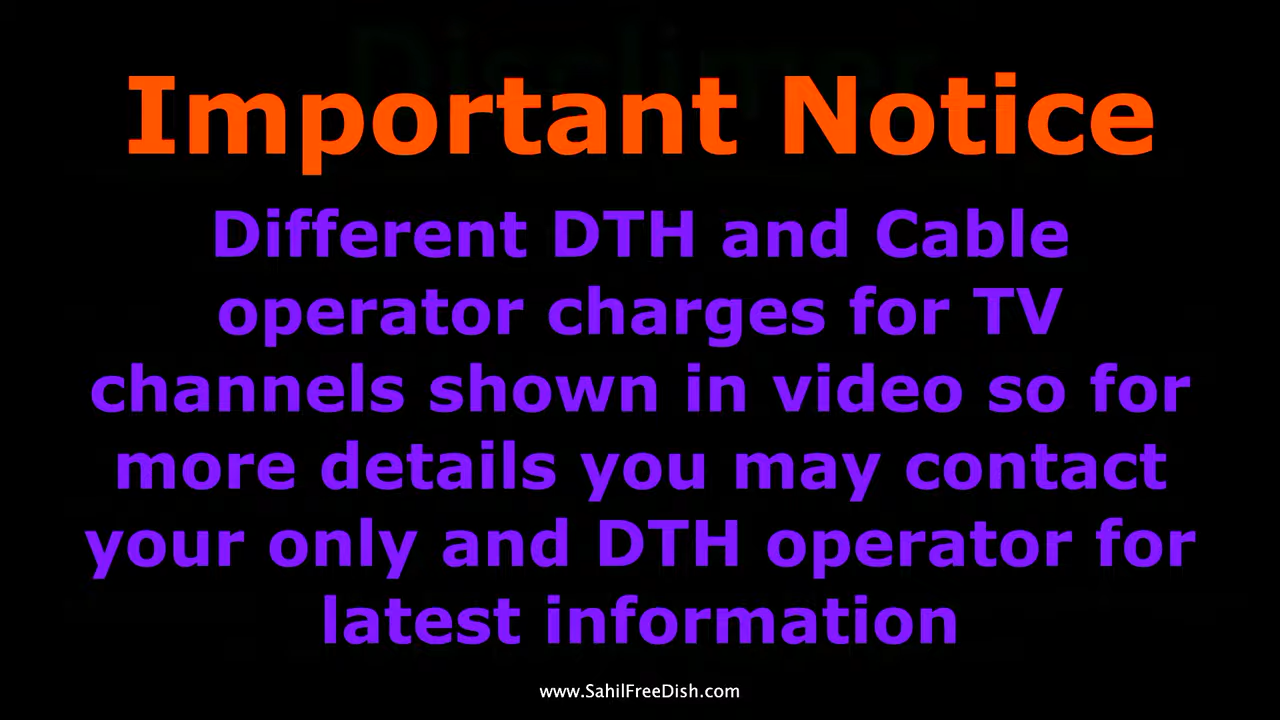 Important Notice
Different DTH and Cable
operator charges for TV
channels shown in video so for
more details you may contact
your only and DTH operator for
latest information
www.SahilFreeDish.com